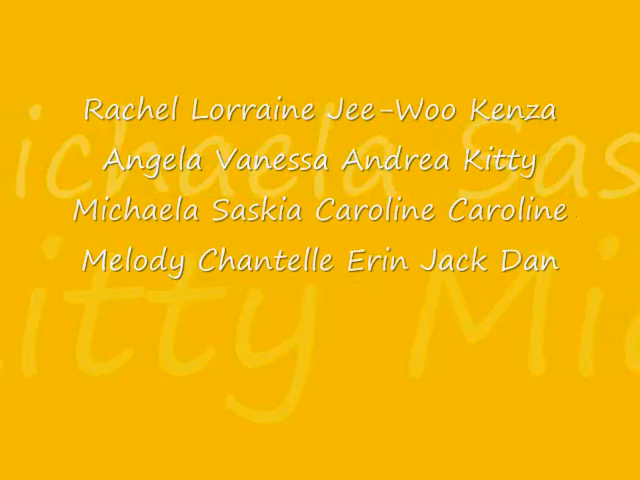 Rachel Lorraine Jee-Woo Kenza
Angela Vanessa Andrea Kitty
Michaela Saskia Caroline Caroline
Melody Chantelle Erin Jack Dan